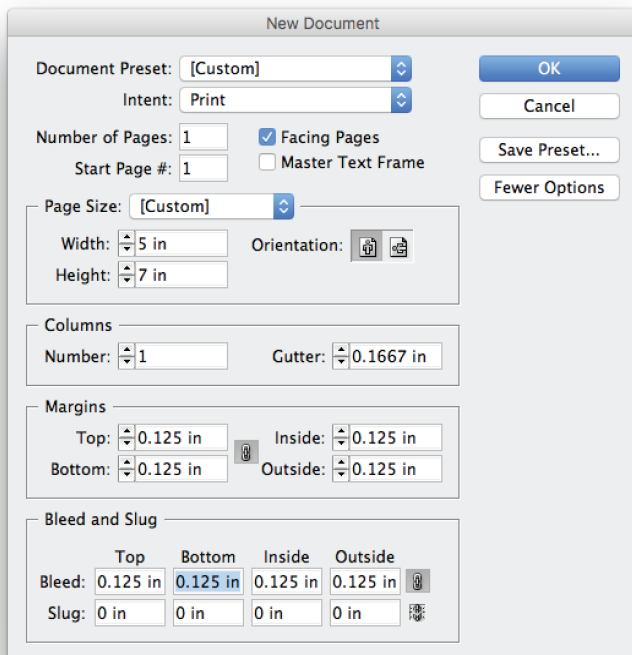 New Document
Document Preset: [Custom]
OK
Intent: Print
Cancel
Number of Pages: 1 Facing Pages
Save Preset...
Start Page #: 1 Master Text Frame
Fewer Options
Page Size: [Custom]
Width: 5 in Orientation:
Height: 7 in
Columns
Number: 1 Gutter: 0.1667 in
Margins
Top: 0.125 in Inside: 0.125 in
Bottom: 0.125 in Outside: 0.125 in
Bleed and Slug
Top Bottom Inside Outside
Bleed: 0.125 in 0.125 in 0.125 in 0.125 in
Slug: 0 in 0 in 0 in 0 in